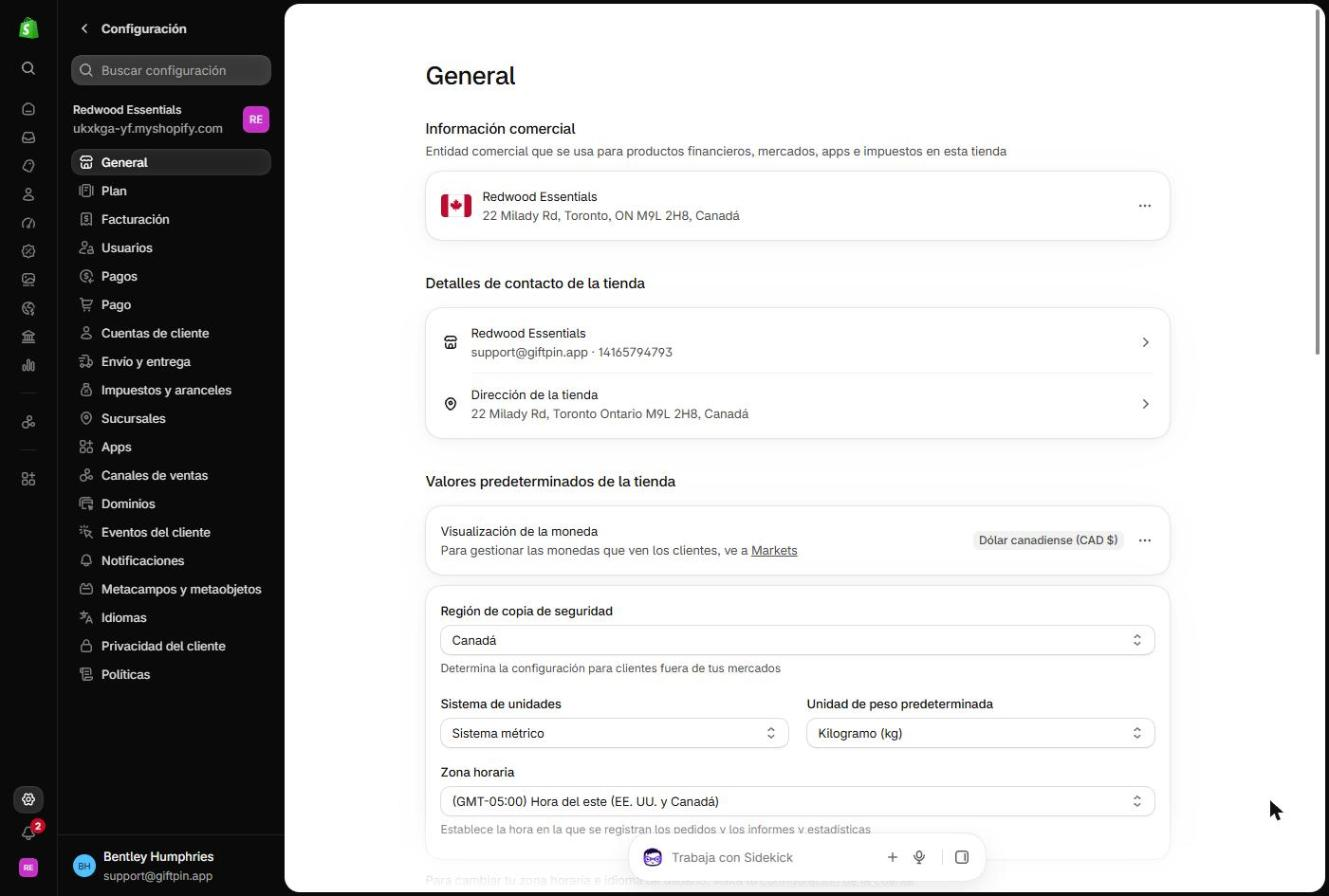 Configuración
Buscar configuración
Redwood Essentials
ukxkga-yf.myshopify.com
RE
General
Plan
Facturación
Usuarios
Pagos
Pago
Cuentas de cliente
Envío y entrega
Impuestos y aranceles
Sucursales
Apps
Canales de ventas
Dominios
Eventos del cliente
Notificaciones
Metacampos y metaobjetos
Idiomas
Privacidad del cliente
Políticas
2
RE
BH
Bentley Humphries
support@giftpin.app
General
Información comercial
Entidad comercial que se usa para productos financieros, mercados, apps e impuestos en esta tienda
Redwood Essentials
22 Milady Rd, Toronto, ON M9L 2H8, Canadá
Detalles de contacto de la tienda
Redwood Essentials
support@giftpin.app · 14165794793
Dirección de la tienda
22 Milady Rd, Toronto Ontario M9L 2H8, Canadá
Valores predeterminados de la tienda
Visualización de la moneda
Para gestionar las monedas que ven los clientes, ve a Markets
Dólar canadiense (CAD $)
Región de copia de seguridad
Canadá
Determina la configuración para clientes fuera de tus mercados
Sistema de unidades
Sistema métrico
Unidad de peso predeterminada
Kilogramo (kg)
Zona horaria
(GMT-05:00) Hora del este (EE. UU. y Canadá)
Establece la hora en la que se registran los pedidos y los informes y estadísticas
Trabaja con Sidekick
Para cambiar tu zona horaria e idioma